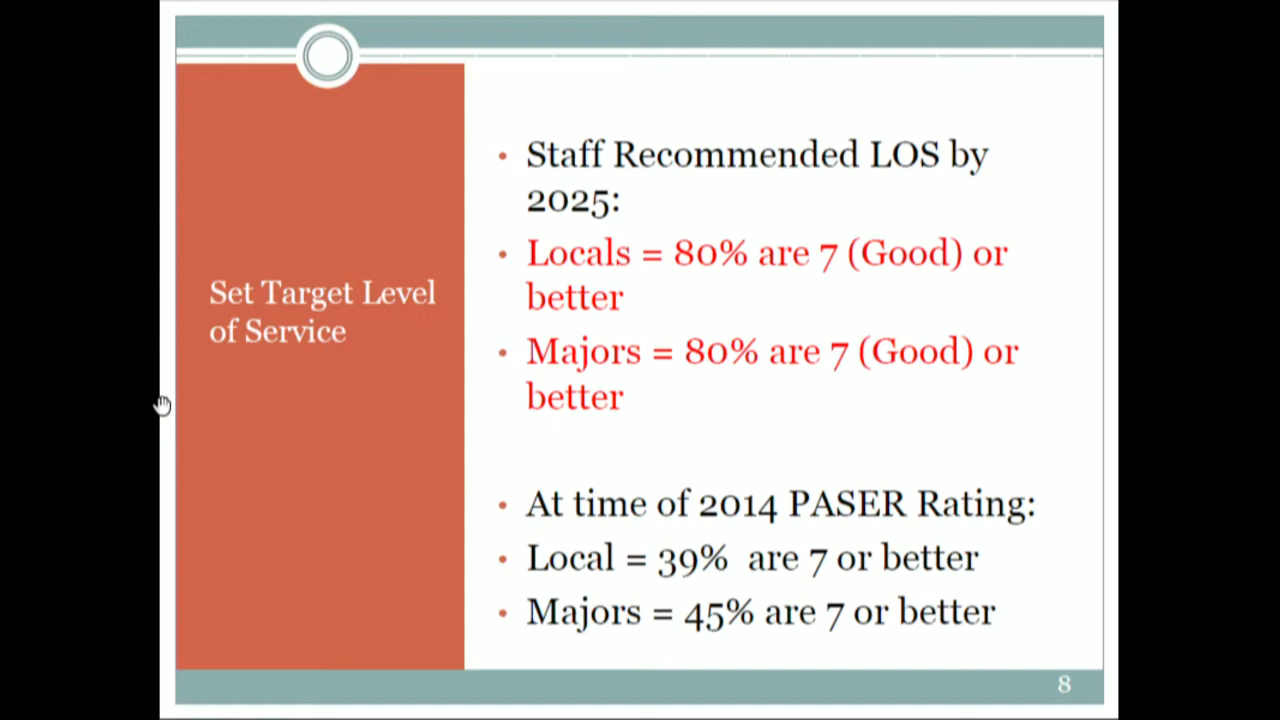 Set Target Level
of Service
• Staff Recommended LOS by
2025:
• Locals = 80% are 7 (Good) or
better
• Majors = 80% are 7 (Good) or
better
• At time of 2014 PASER Rating:
• Local = 39% are 7 or better
• Majors = 45% are 7 or better
8